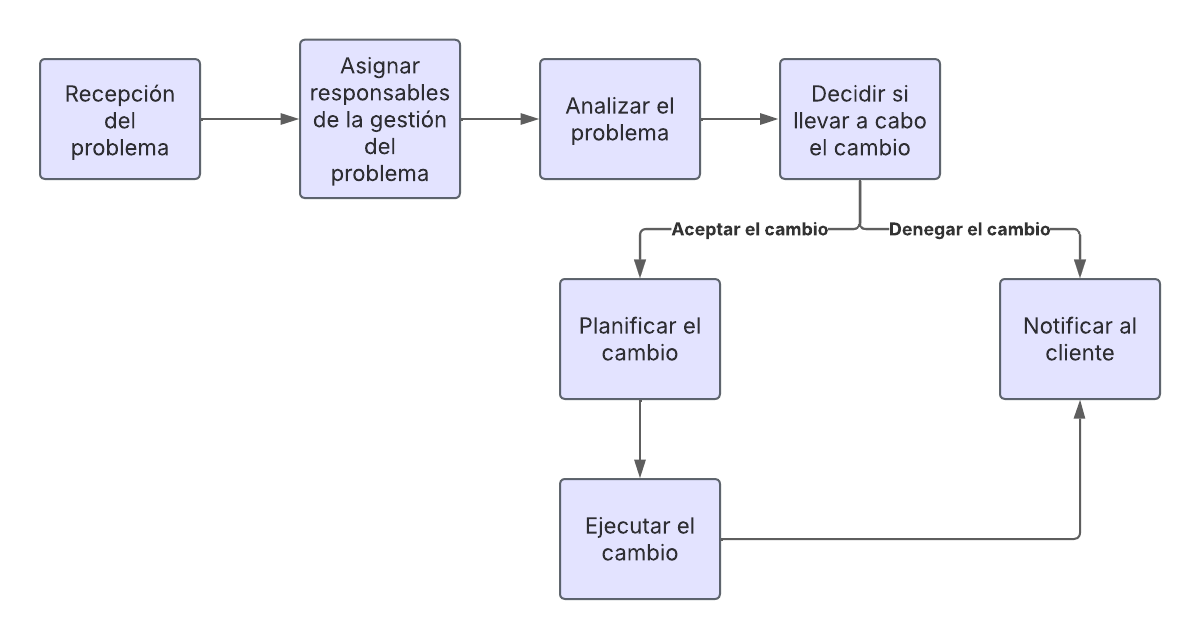 Recepción
del
problema
Asignar
responsables
de la gestión
del
problema
Analizar el
problema
Decidir si
llevar a cabo
el cambio
Aceptar el cambio
Denegar el cambio
Planificar el
cambio
Notificar al
cliente
Ejecutar el
cambio